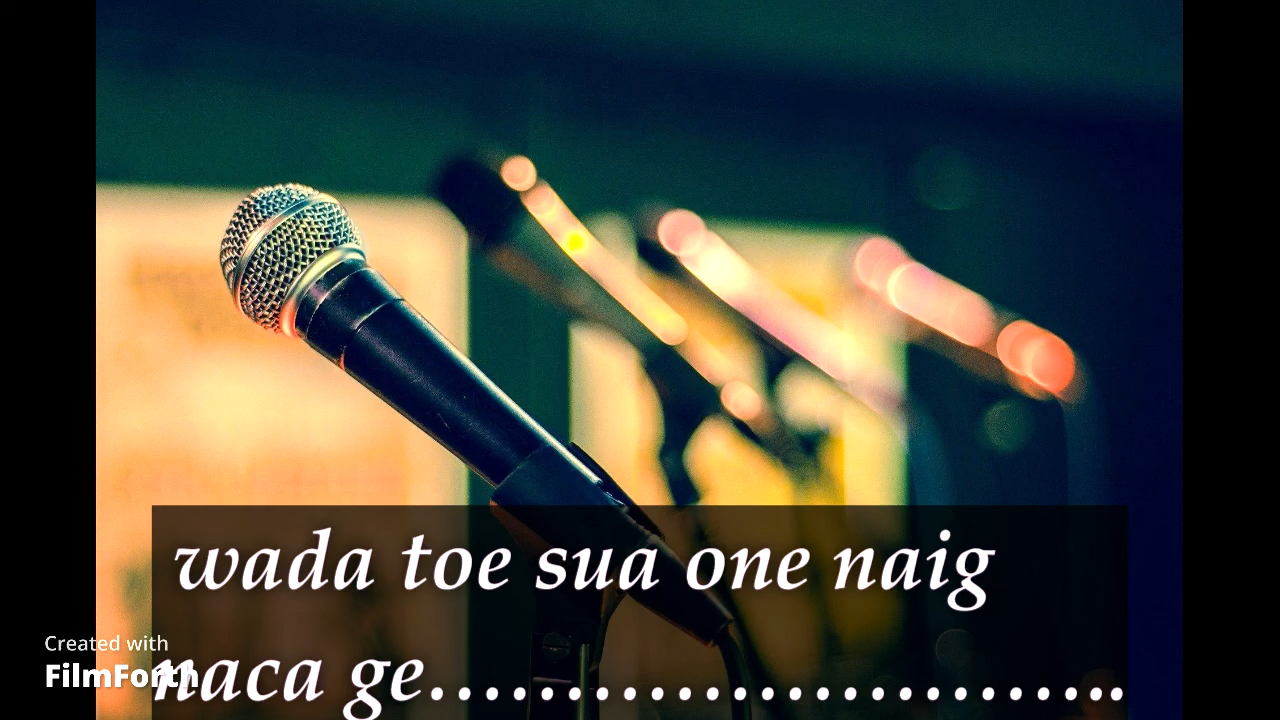 wada toe sua one naig
naca ge………………………..
Created with
FilmForth